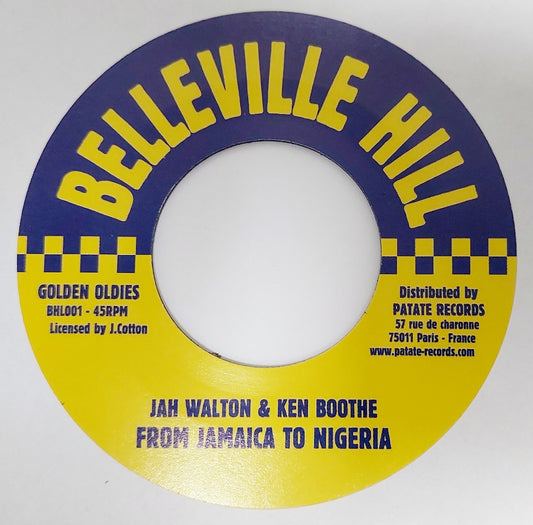 BELLEVILLE HILL
GOLDEN OLDIES
BHL001 - 45RPM
Licensed by J.Cotton
Distributed by
PATATE RECORDS
57 rue de charonne
75011 Paris - France
www.patate-records.com
JAH WALTON & KEN BOOTHE
FROM JAMAICA TO NIGERIA